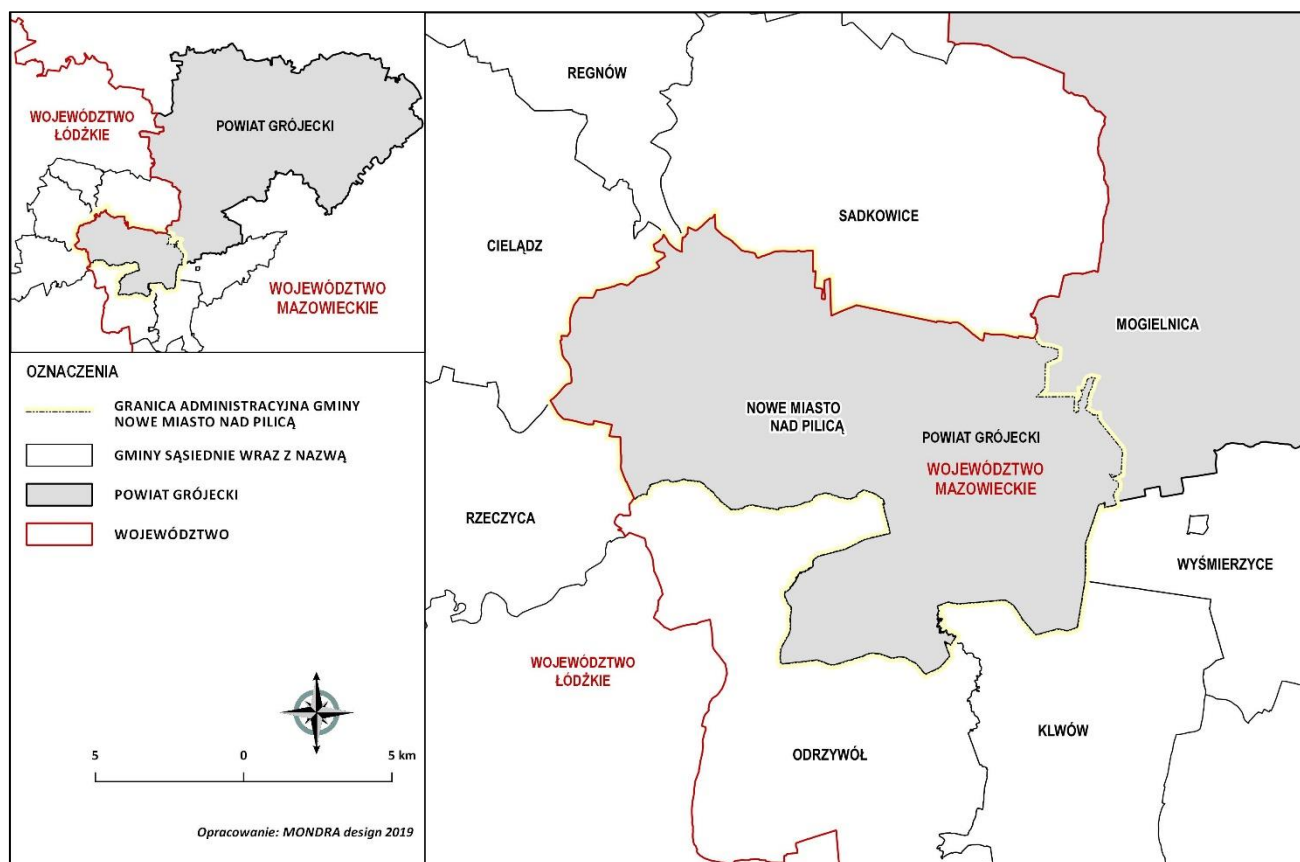 WOJEWÓDZTWO
ŁÓDŹKIE
POWIAT GRÓJECKI
WOJEWÓDZTWO
MAZOWIECKIE
OZNACZENIA
GRANICA ADMINISTRACYJNA GMINY
NOWE MIASTO NAD PILICĄ
GMINY SĄSIEDNIE WRAZ Z NAZWĄ
POWIAT GRÓJECKI
WOJEWÓDZTWO
5 0 5 km
Opracowanie: MONDRA design 2019
REGNÓW
SADKOWICE
CIELĄDZ
MOGIELNICA
NOWE MIASTO
NAD PILICĄ
POWIAT GRÓJECKI
WOJEWÓDZTWO
MAZOWIECKIE
RZECZYCA
WYŚMIERZYCE
WOJEWÓDZTWO
ŁÓDŹKIE
ODRZYWÓŁ
KLWÓW